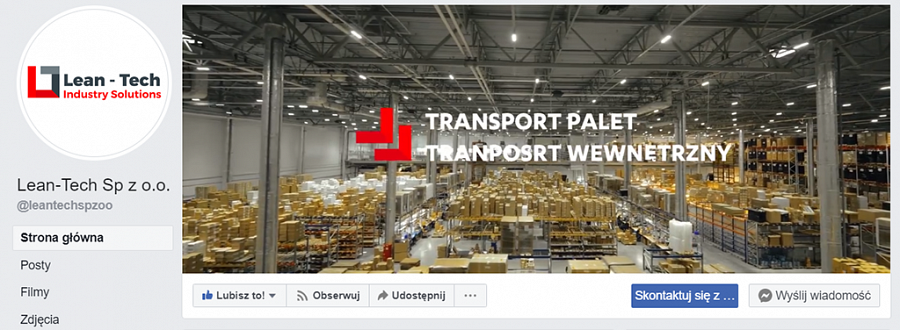 Lean - Tech
Industry Solutions
TRANSPORT PALET
TRANPOSRT WEWNĘTRZNY
Lean-Tech Sp z o.o.
@leantechspzoo
Strona główna
Posty
Filmy
Zdjęcia
Lubisz to!
Obserwuj
Udostępnij
...
Skontaktuj się z ...
Wyślij wiadomość